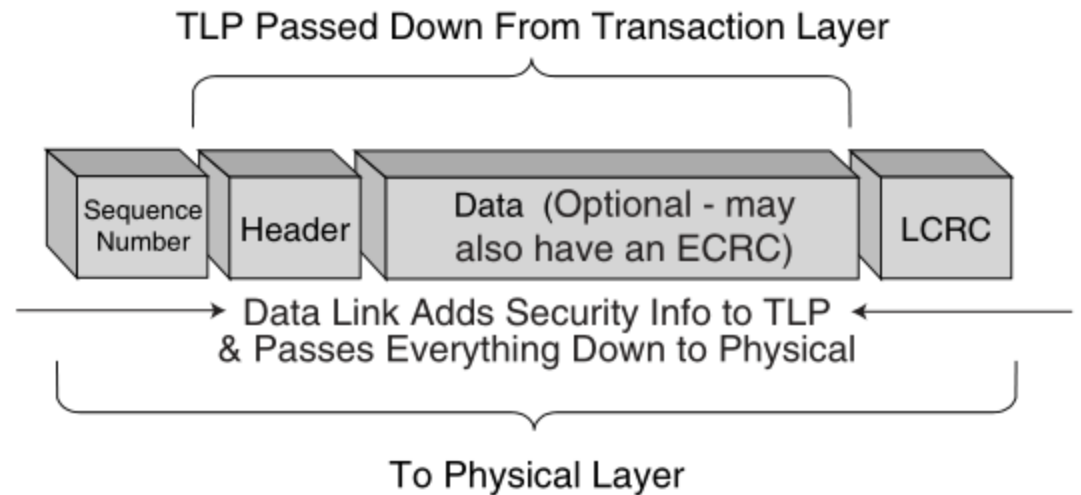 TLP Passed Down From Transaction Layer
Sequence
Number
Header
Data (Optional - may
also have an ECRC)
LCRC
Data Link Adds Security Info to TLP
& Passes Everything Down to Physical
To Physical Layer